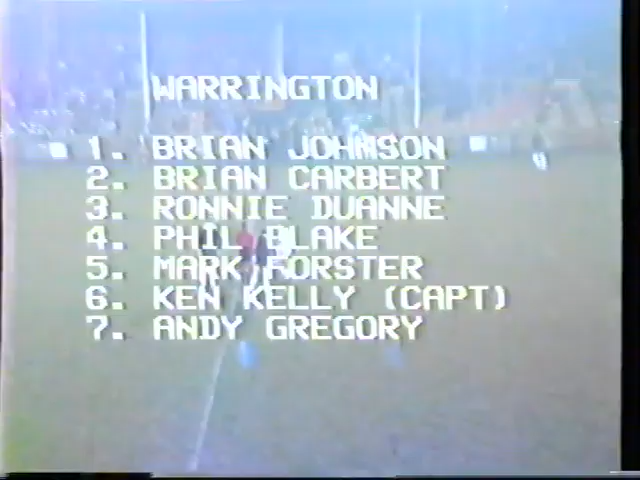 WARRINGTON
1. BRIAN JOHNSON
2. BRIAN CARBERT
3. RONNIE DUANNE
4. PHIL BLAKE
5. MARK FORSTER
6. KEN KELLY (CAPT)
7. ANDY GREGORY